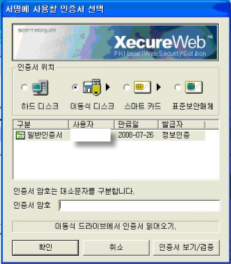 서명에 사용할 인증서 선택
SOFTFORUM
XecureWeb
PKI based Web Security Solution
인증서 위치
하드 디스크 이동식 디스크 스마트 카드 표준보안매체
구분 사용자 만료일 발급자
일반인증서 2008-07-26 정보인증
인증서 암호는 대소문자를 구분합니다.
인증서 암호
이동식 드라이브에서 인증서 읽어오기.
확인 취소 인증서 보기/검증